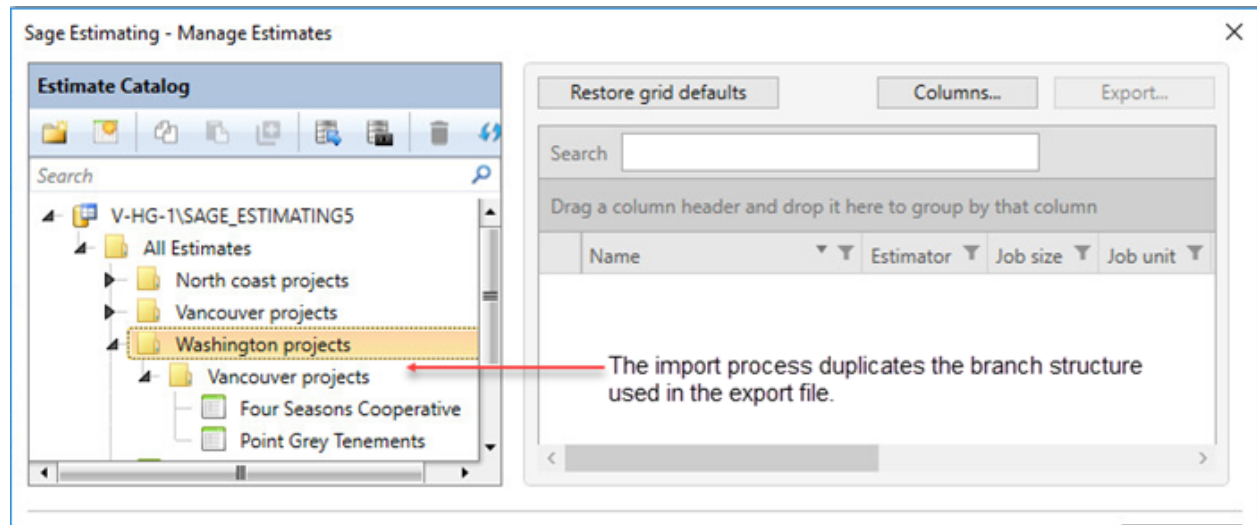 Sage Estimating - Manage Estimates
Estimate Catalog
Search
V-HG-1\SAGE_ESTIMATING5
All Estimates
North coast projects
Vancouver projects
Washington projects
Vancouver projects
Four Seasons Cooperative
Point Grey Tenements
Restore grid defaults
Columns...
Export...
Search
Drag a column header and drop it here to group by that column
Name
Estimator
Job size
Job unit
The import process duplicates the branch structure
used in the export file.